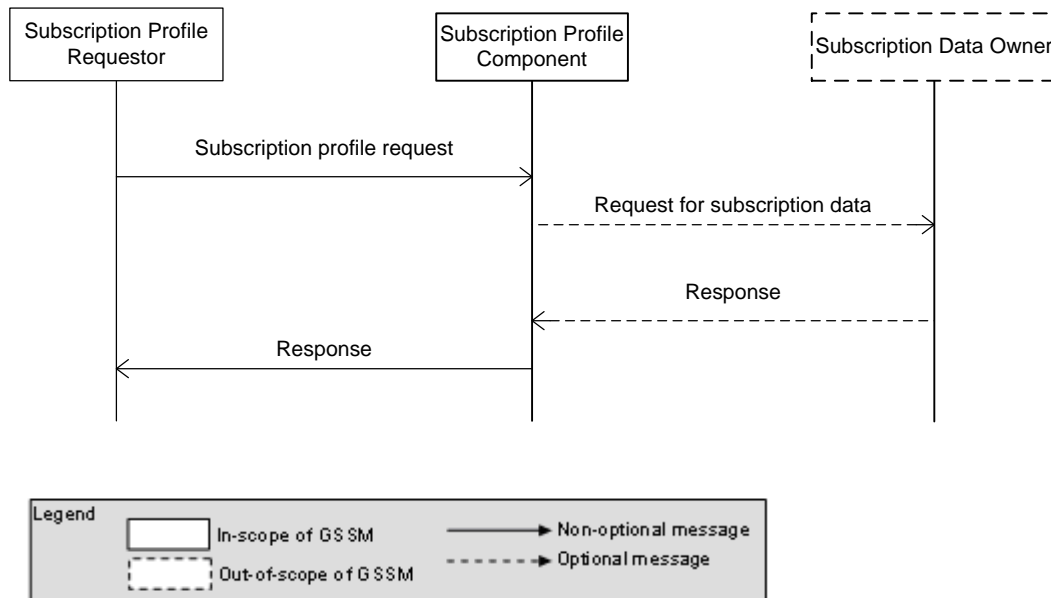 Subscription Profile
Requestor
Subscription Profile
Component
Subscription Data Owner
Subscription profile request
Request for subscription data
Response
Response
Legend
In-scope of GSSM
Non-optional message
Out-of-scope of GSSM
Optional message